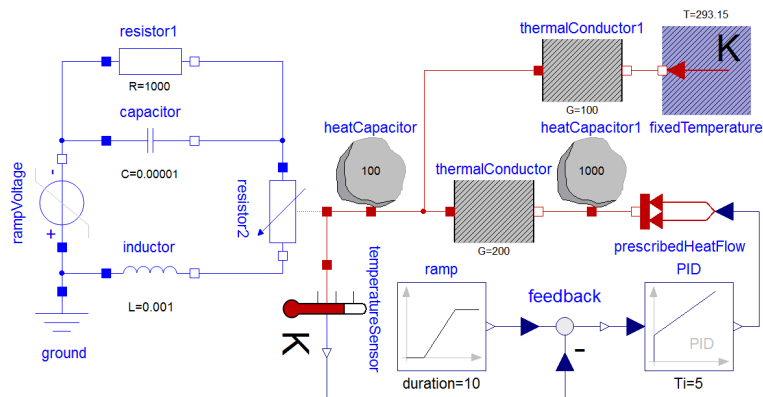 T=293.15
resistor1
thermalConductor1
K
R=1000
G=100
capacitor
heatCapacitor
heatCapacitor1
fixedTemperature
thermalConductor
100
1000
-
C=0.00001
rampVoltage
resistor2
+
inductor
G=200
prescribedHeatFlow
temperatureSensor
ramp
PID
feedback
L=0.001
K
PID
-
ground
duration=10
Ti=5